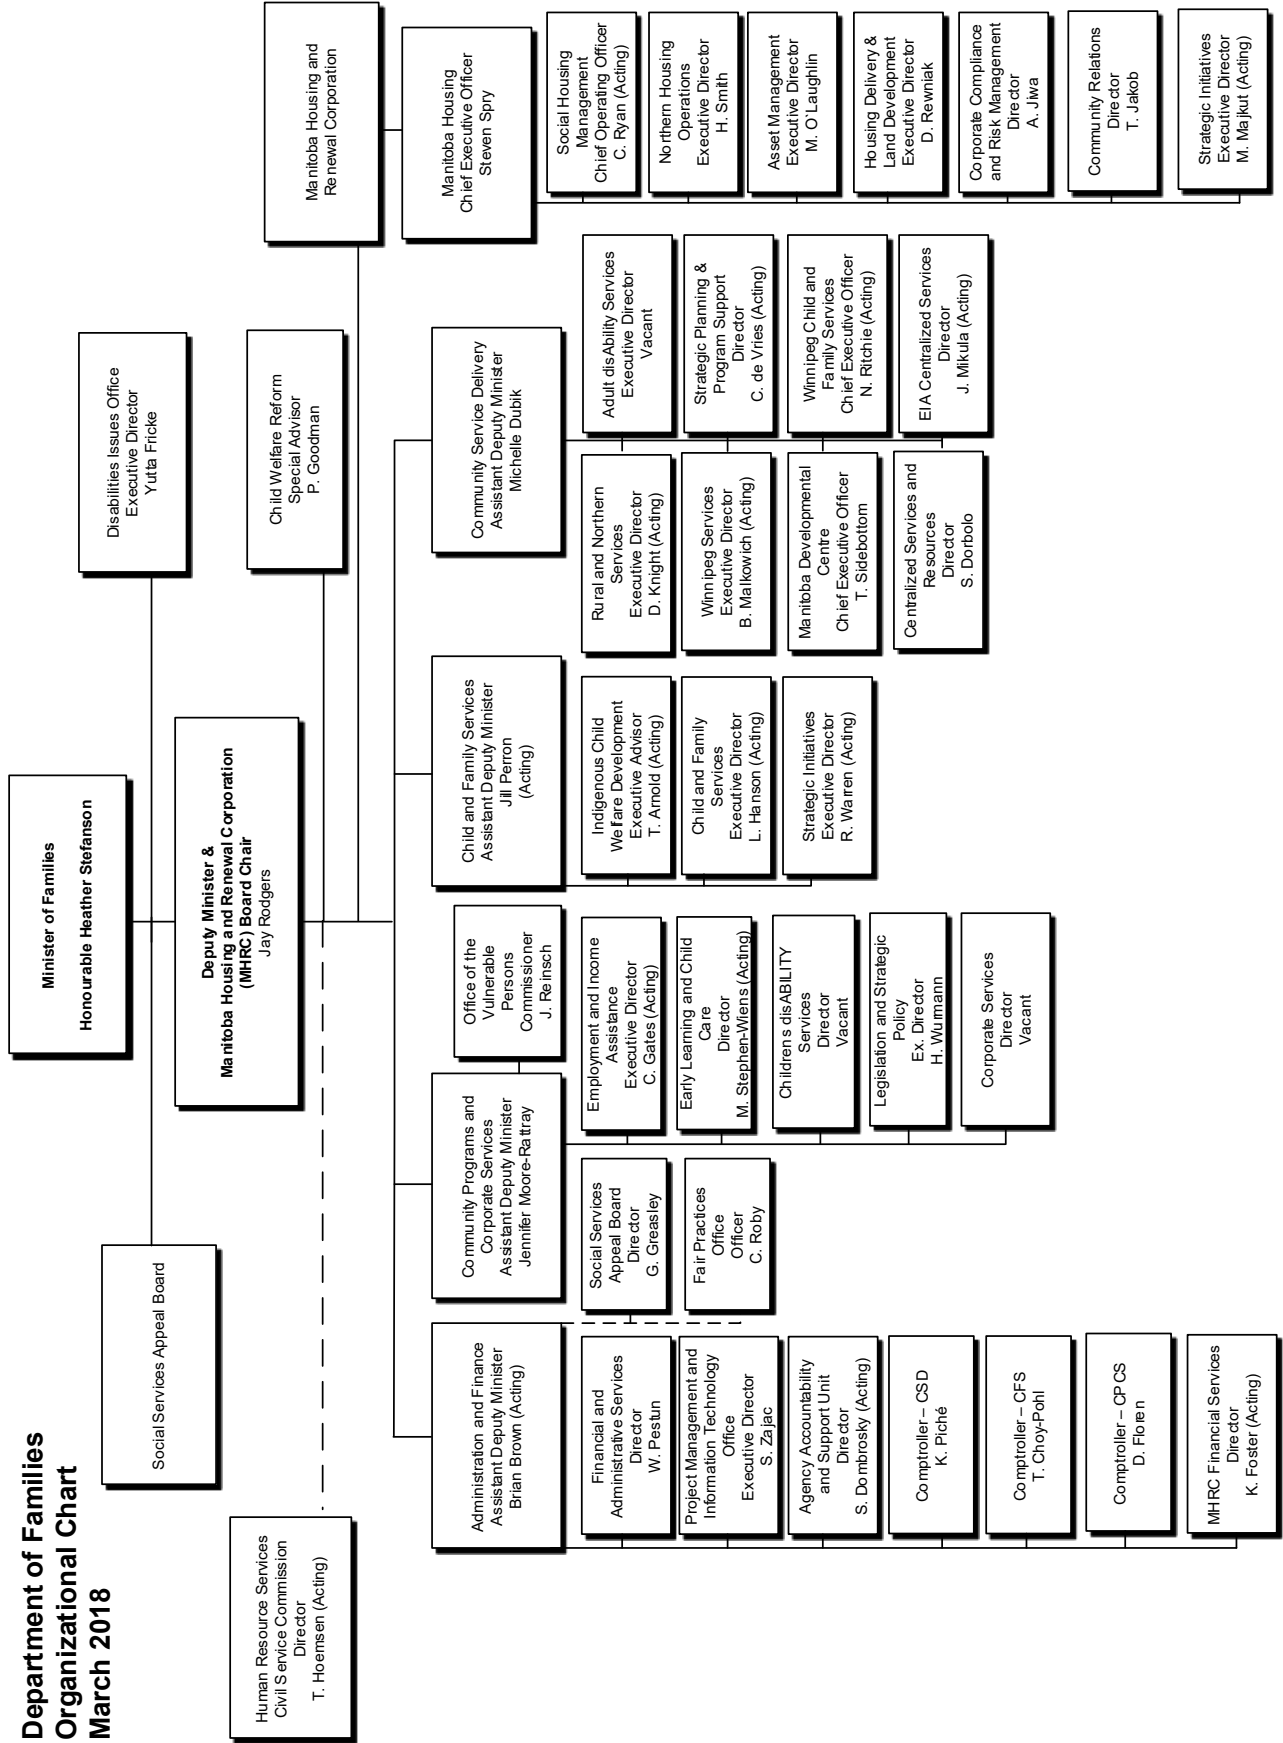 Department of Families
Organizational Chart
March 2018
Minister of Families
Honourable Heather Stefanson
Social Services Appeal Board
Disabilities Issues Office
Executive Director
Yutta Fricke
Deputy Minister &
Manitoba Housing and Renewal Corporation
(MHRC) Board Chair
Jay Rodgers
Human Resource Services
Civil Service Commission
Director
T. Hoemsen (Acting)
Child Welfare Reform
Special Advisor
P. Goodman
Manitoba Housing and
Renewal Corporation
Administration and Finance
Assistant Deputy Minister
Brian Brown (Acting)
Financial and
Administrative Services
Director
W. Pestun
Project Management and
Information Technology
Office
Executive Director
S. Zajac
Agency Accountability
and Support Unit
Director
S. Dombrosky (Acting)
Comptroller – CSD
K. Piché
Comptroller – CFS
T. Choy-Pohl
Comptroller – CPCS
D. Floren
MHRC Financial Services
Director
K. Foster (Acting)
Social Services
Appeal Board
Director
G. Greasley
Fair Practices
Office
Officer
C. Roby
Community Programs and
Corporate Services
Assistant Deputy Minister
Jennifer Moore-Rattray
Office of the
Vulnerable
Persons
Commissioner
J. Reinsch
Employment and Income
Assistance
Executive Director
C. Gates (Acting)
Early Learning and Child
Care
Director
M. Stephen-Wiens (Acting)
Childrens disABILITY
Services
Director
Vacant
Legislation and Strategic
Policy
Ex. Director
H. Wurmann
Corporate Services
Director
Vacant
Child and Family Services
Assistant Deputy Minister
Jill Perron
(Acting)
Indigenous Child
Welfare Development
Executive Advisor
T. Arnold (Acting)
Child and Family
Services
Executive Director
L. Hanson (Acting)
Strategic Initiatives
Executive Director
R. Warren (Acting)
Community Service Delivery
Assistant Deputy Minister
Michelle Dubik
Rural and Northern
Services
Executive Director
D. Knight (Acting)
Winnipeg Services
Executive Director
B. Malkowich (Acting)
Manitoba Developmental
Centre
Chief Executive Officer
T. Sidebottom
Centralized Services and
Resources
Director
S. Dorbolo
Adult disAbility Services
Executive Director
Vacant
Strategic Planning &
Program Support
Director
C. de Vries (Acting)
Winnipeg Child and
Family Services
Chief Executive Officer
N. Ritchie (Acting)
EIA Centralized Services
Director
J. Mikula (Acting)
Manitoba Housing
Chief Executive Officer
Steven Spry
Social Housing
Management
Chief Operating Officer
C. Ryan (Acting)
Northern Housing
Operations
Executive Director
H. Smith
Asset Management
Executive Director
M. O`Laughlin
Housing Delivery &
Land Development
Executive Director
D. Rewniak
Corporate Compliance
and Risk Management
Director
A. Jiwa
Community Relations
Director
T. Jakob
Strategic Initiatives
Executive Director
M. Majkut (Acting)